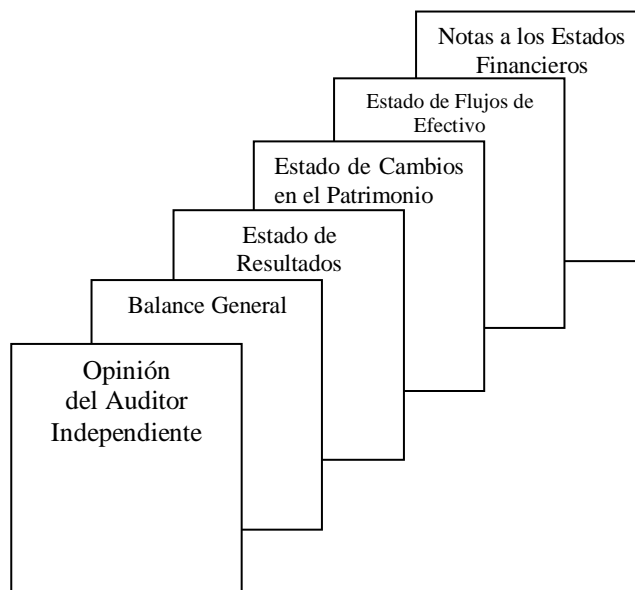 Notas a los Estados
Financieros
Estado de Flujos de
Efectivo
Estado de Cambios
en el Patrimonio
Estado de
Resultados
Balance General
Opinión
del Auditor
Independiente